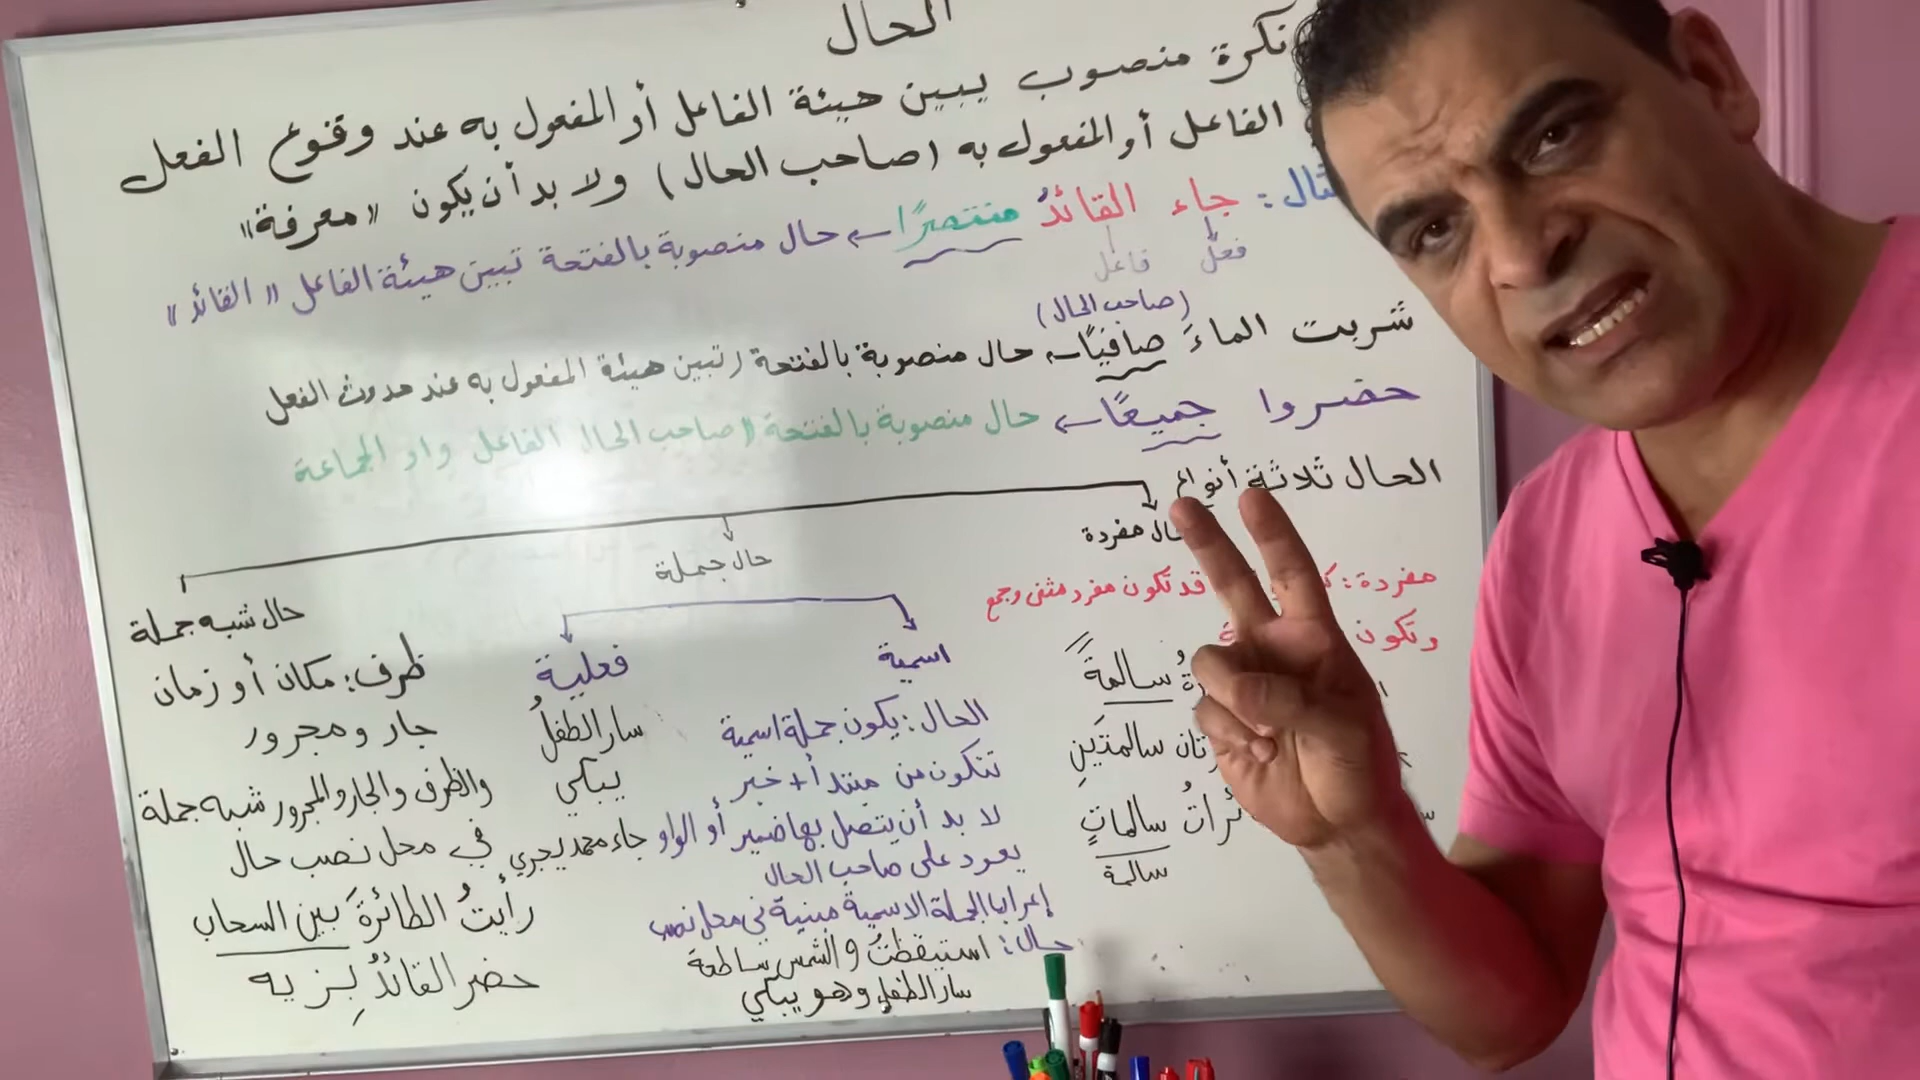 الحال
نكرة منصوب يبين هيئة الفاعل أو المفعول به عند وقوع الفعل
الفاعل أو المفعول به (صاحب الحال) ولا بد أن يكون "معرفة"
جاء القائدُ منتصرًا ← حال منصوبة بالفتحة تبين هيئة الفاعل "القائد"
فعل فاعل
(صاحب الحال)
شربت الماءَ صافيًا ← حال منصوبة بالفتحة (تبين هيئة المفعول به عند حدوث الفعل
حضروا جميعًا ← حال منصوبة بالفتحة (صاحب الحال الفاعل واو الجماعة
الحال ثلاثة أنواع
مفردة
مفردة: قد تكون مفرد مثنى وجمع
وتكون
سالمةً
سالمتَينِ
سالماتٍ
سالمة
حال جملة
اسمية
الحال: يكون جملة اسمية
تتكون من مبتدأ + خبر
لا بد أن يتصل بها ضمير أو الواو
يعود على صاحب الحال
إعرابها الجملة الاسمية مبنية في محل نصب
حال: استيقظتُ والشمس ساطعة
سار الطفل وهو يبكي
فعلية
سار الطفلُ
يبكي
جاء محمد يجري
حال شبه جملة
ظرف: مكان أو زمان
جار ومجرور
والظرف والجار والمجرور شبه جملة
في محل نصب حال
رأيتُ الطائرةَ بين السحاب
حضر القائدُ بِزيه